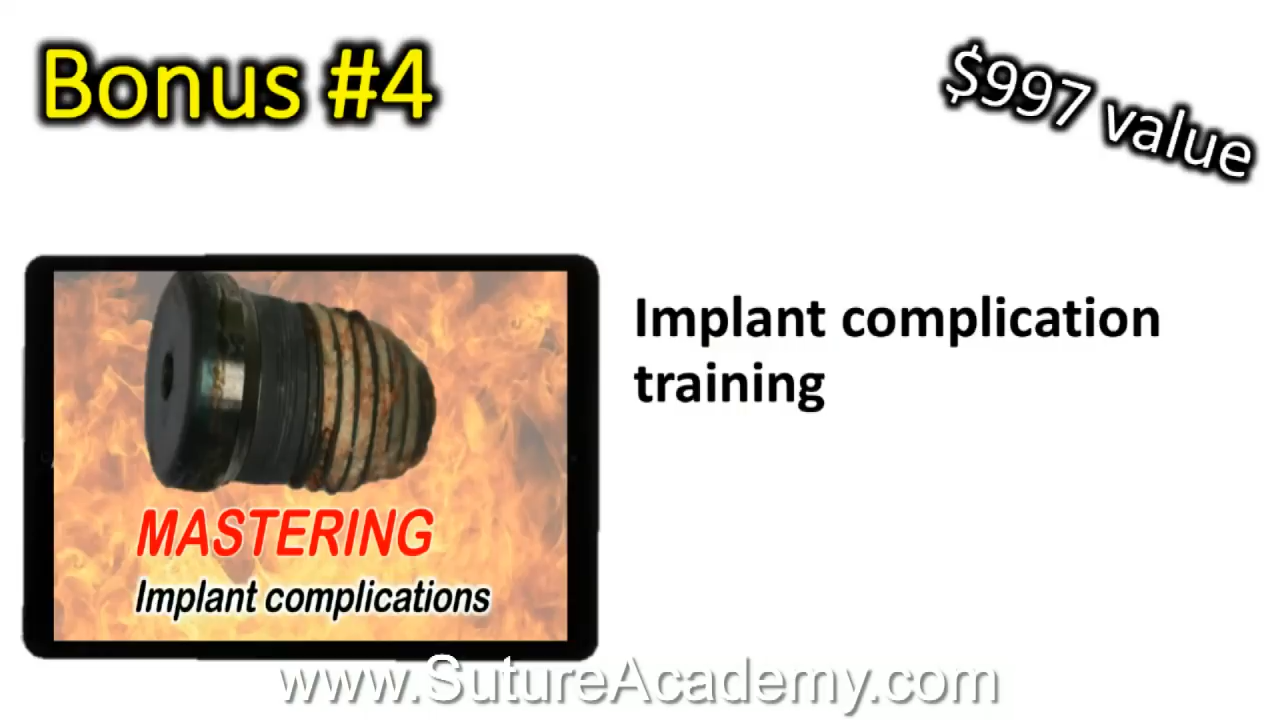 Bonus #4
$997 value
Implant complication
training
MASTERING
Implant complications
www.SutureAcademy.com